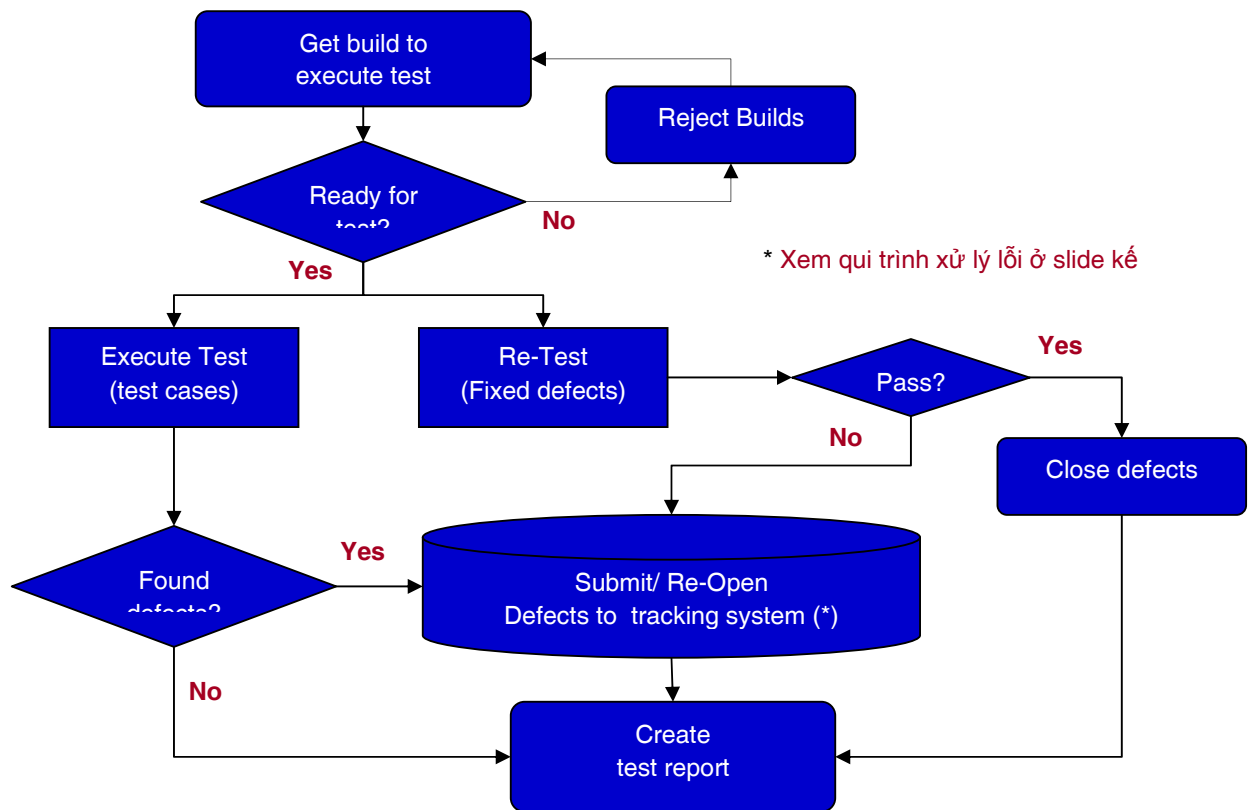 Get build to
execute test
Reject Builds
Ready for
test?
No
Yes
* Xem qui trình xử lý lỗi ở slide kế
Execute Test
(test cases)
Re-Test
(Fixed defects)
Pass?
Yes
No
Close defects
Found
defects?
Yes
Submit/ Re-Open
Defects to tracking system (*)
No
Create
test report